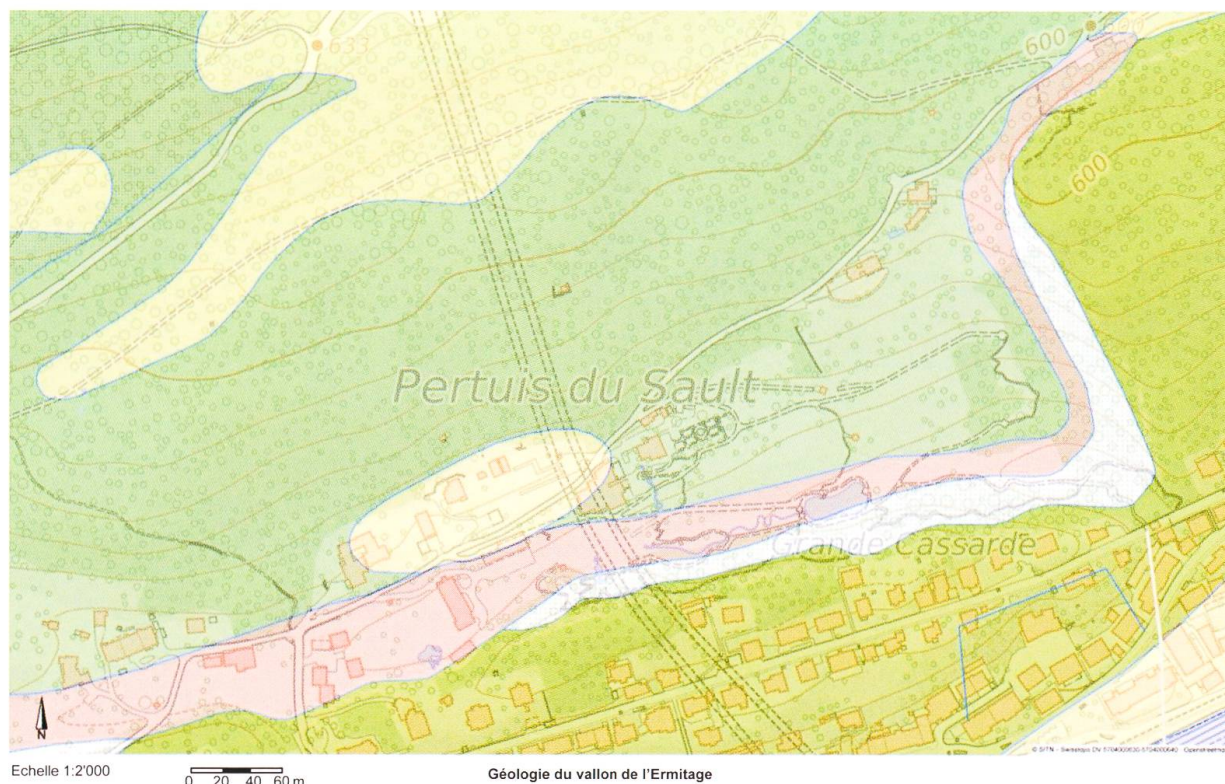 633
600
600
Pertuis du Sault
Grande Cassarde
N
Echelle 1:2'000
0 20 40 60 m
Géologie du vallon de l'Ermitage